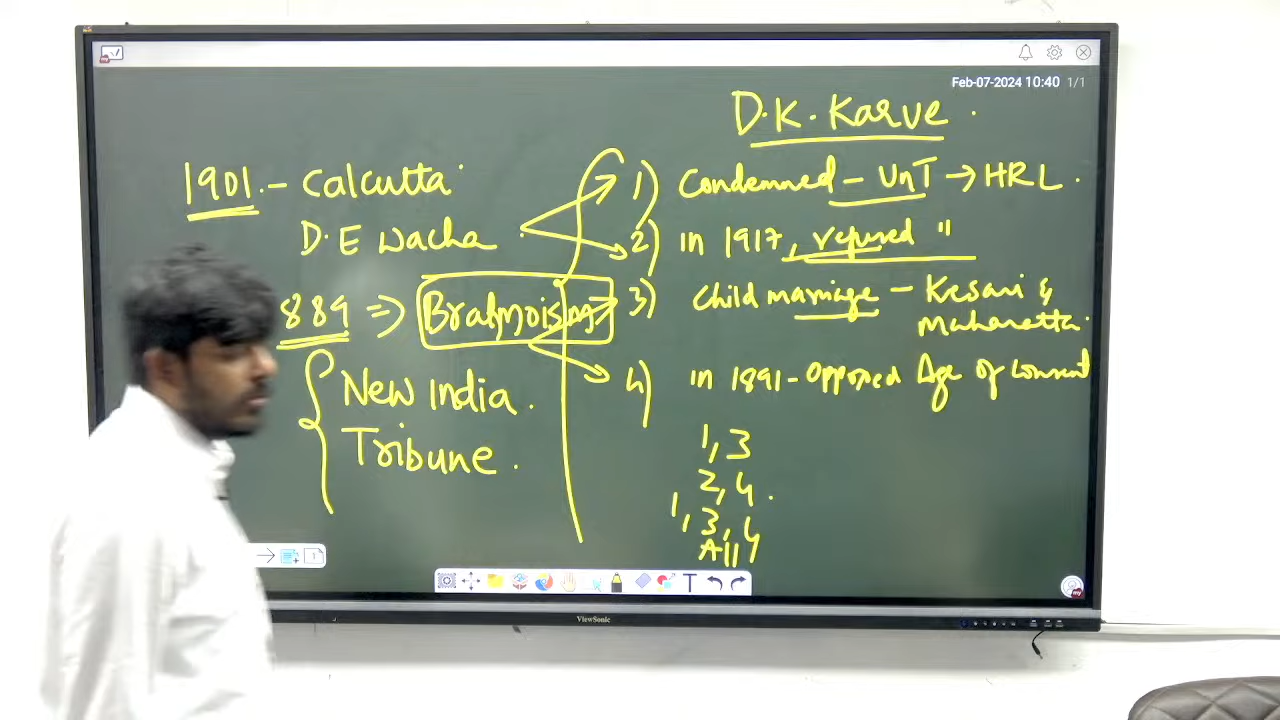 Feb-07-2024 10:40 1/1
D.K. Karve.
1901.- Calcutta
D.E Wacha
889 ⇒ Brahmoism
New India.
Tribune.
1) Condemned - UnT → HRL.
2) in 1917, refused "
3) Child marriage - Kesari &
Maharatta.
4) in 1891 - Opposed Age of Consent
1,3
2,4.
1,3,4
All 4
T
ViewSonic